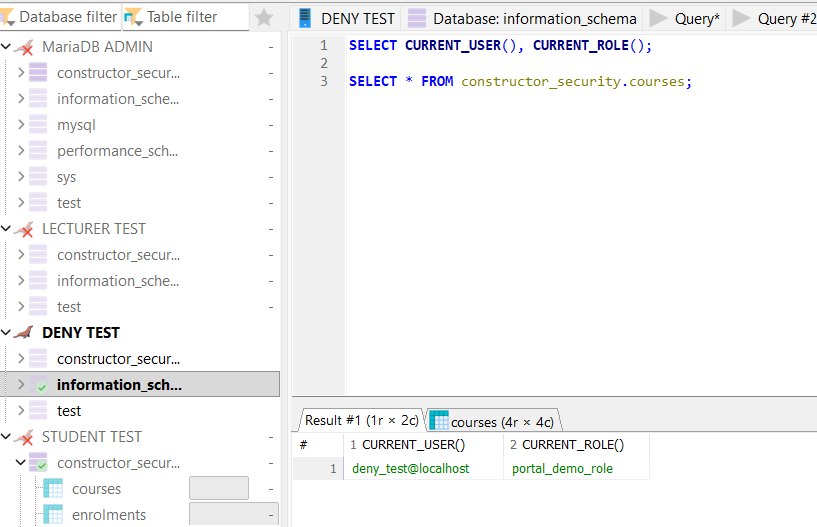 Database filter
Table filter
MariaDB ADMIN -
constructor_secur... -
information_sche... -
mysql -
performance_sch... -
sys -
test -
LECTURER TEST -
constructor_secur... -
information_sche... -
test -
DENY TEST
constructor_secur...
information_sch...
test
STUDENT TEST -
constructor_secur... -
courses -
enrolments -
DENY TEST
Database: information_schema
Query*
Query #2
1 SELECT CURRENT_USER(), CURRENT_ROLE();
2
3 SELECT * FROM constructor_security.courses;
Result #1 (1r × 2c)
courses (4r × 4c)
# 1 CURRENT_USER() 2 CURRENT_ROLE()
1 deny_test@localhost portal_demo_role